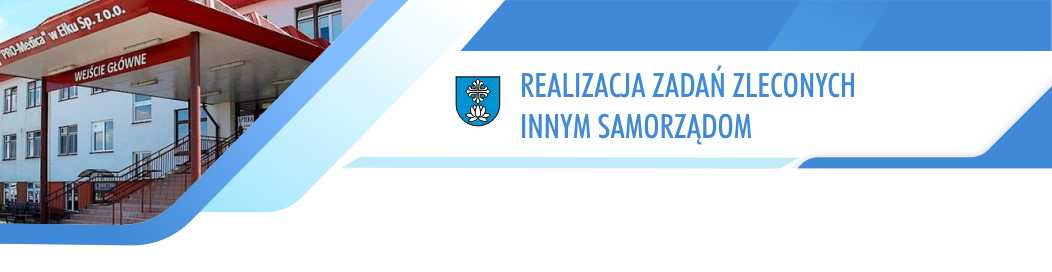 "PRO-Medica" w Ełku Sp. z o.o.
WEJŚCIE GŁÓWNE
REALIZACJA ZADAŃ ZLECONYCH
INNYM SAMORZĄDOM